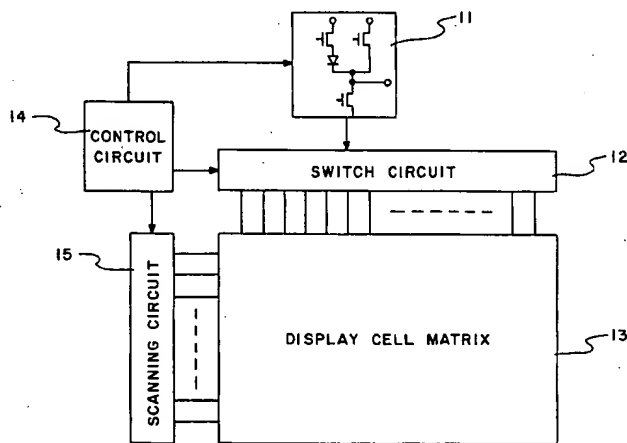 11
14
CONTROL
CIRCUIT
SWITCH CIRCUIT
12
15
SCANNING CIRCUIT
DISPLAY CELL MATRIX
13